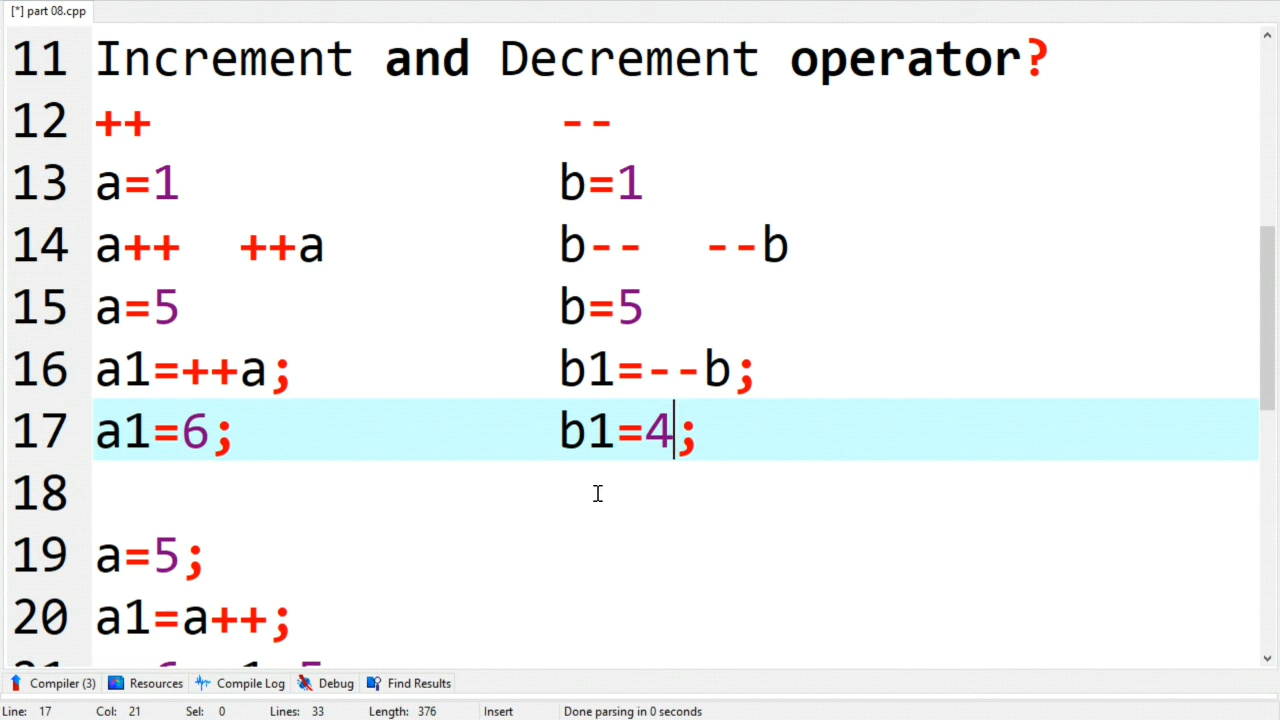 [*] part 08.cpp
11 Increment and Decrement operator?
12 ++ --
13 a=1 b=1
14 a++ ++a b-- --b
15 a=5 b=5
16 a1=++a; b1=--b;
17 a1=6; b1=4;
18
19 a=5;
20 a1=a++;
Compiler (3) Resources Compile Log Debug Find Results
Line: 17 Col: 21 Sel: 0 Lines: 33 Length: 376 Insert Done parsing in 0 seconds